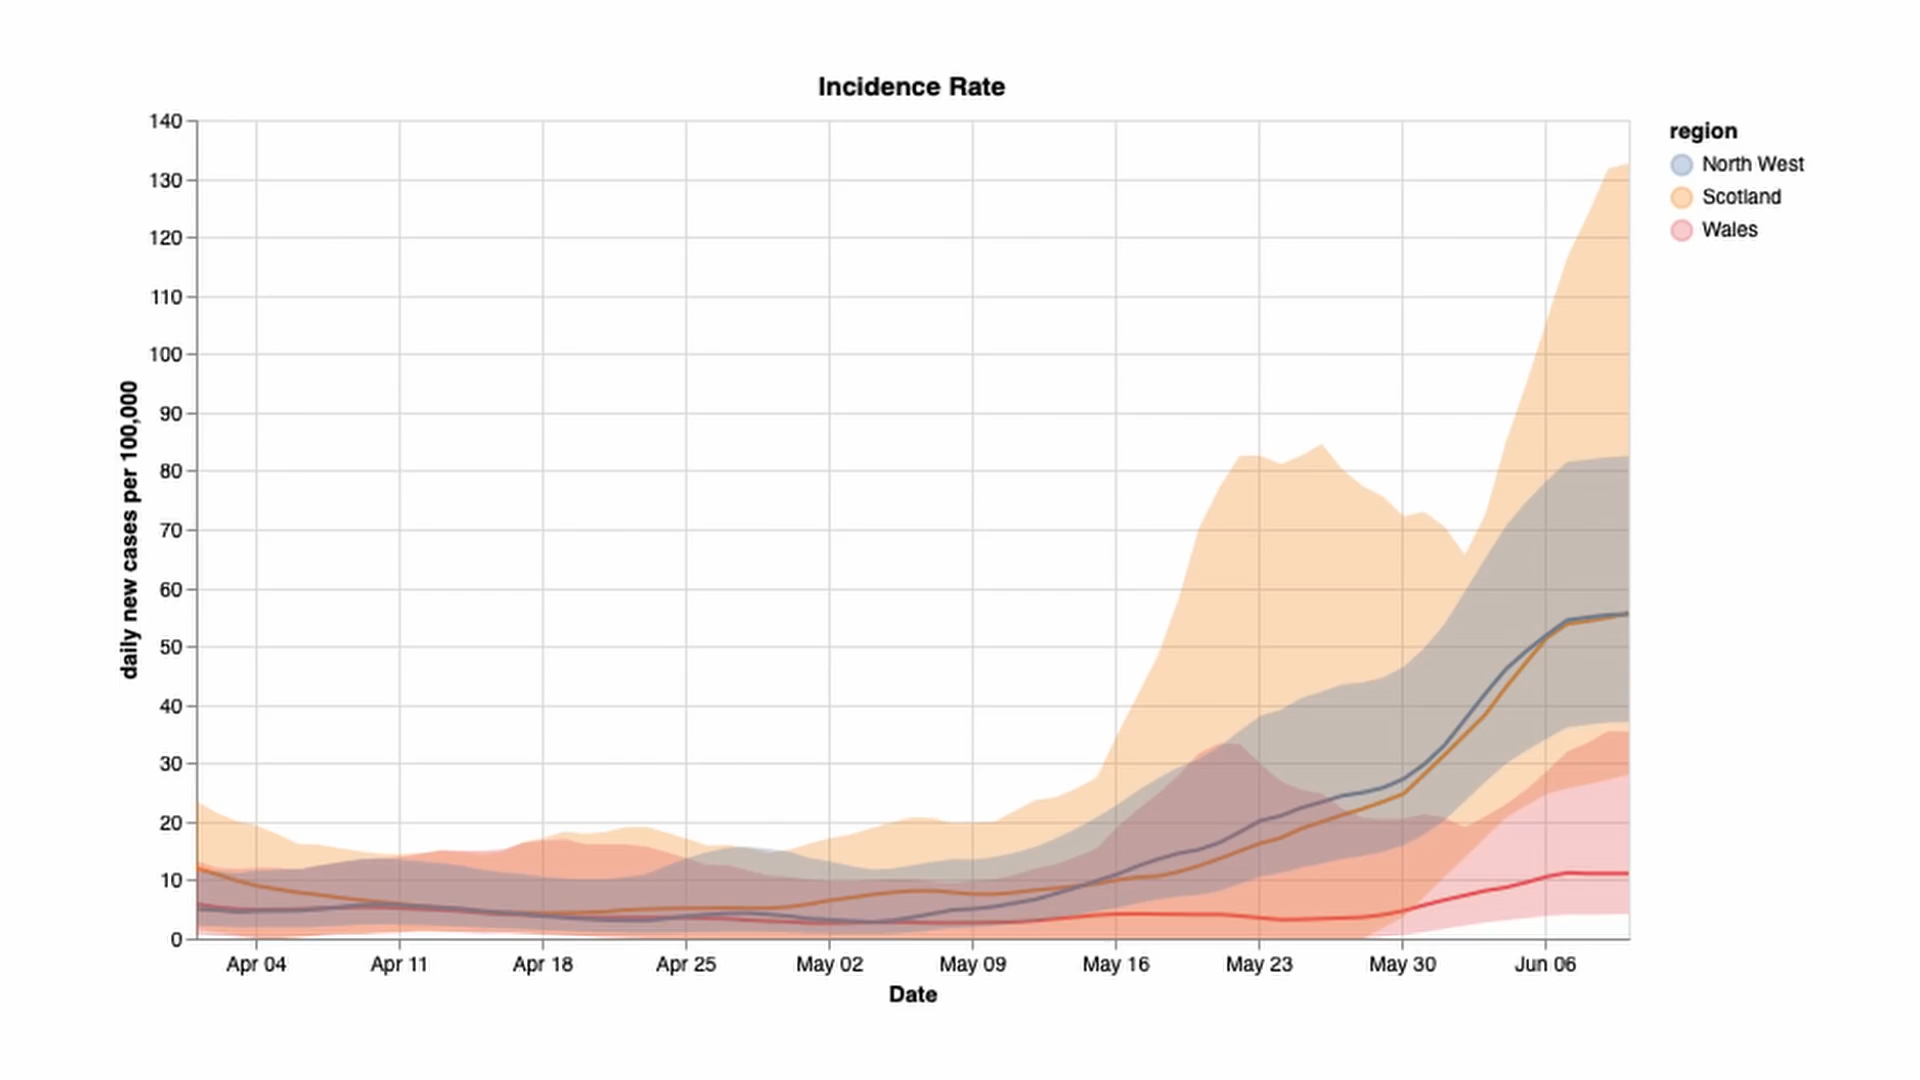 Incidence Rate
140
130
120
110
100
90
80
70
60
50
40
30
20
10
0
daily new cases per 100,000
Apr 04
Apr 11
Apr 18
Apr 25
May 02
May 09
May 16
May 23
May 30
Jun 06
Date
region
North West
Scotland
Wales